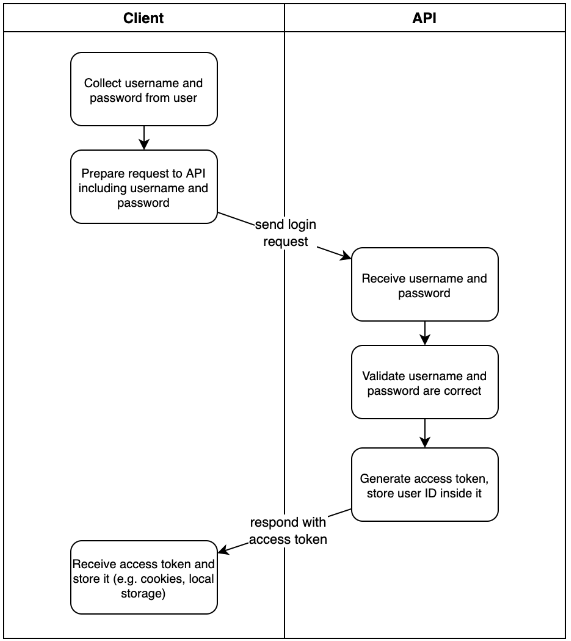 Client
API
Collect username and
password from user
Prepare request to API
including username and
password
send login
request
Receive username and
password
Validate username and
password are correct
Generate access token,
store user ID inside it
respond with
access token
Receive access token and
store it (e.g. cookies, local
storage)